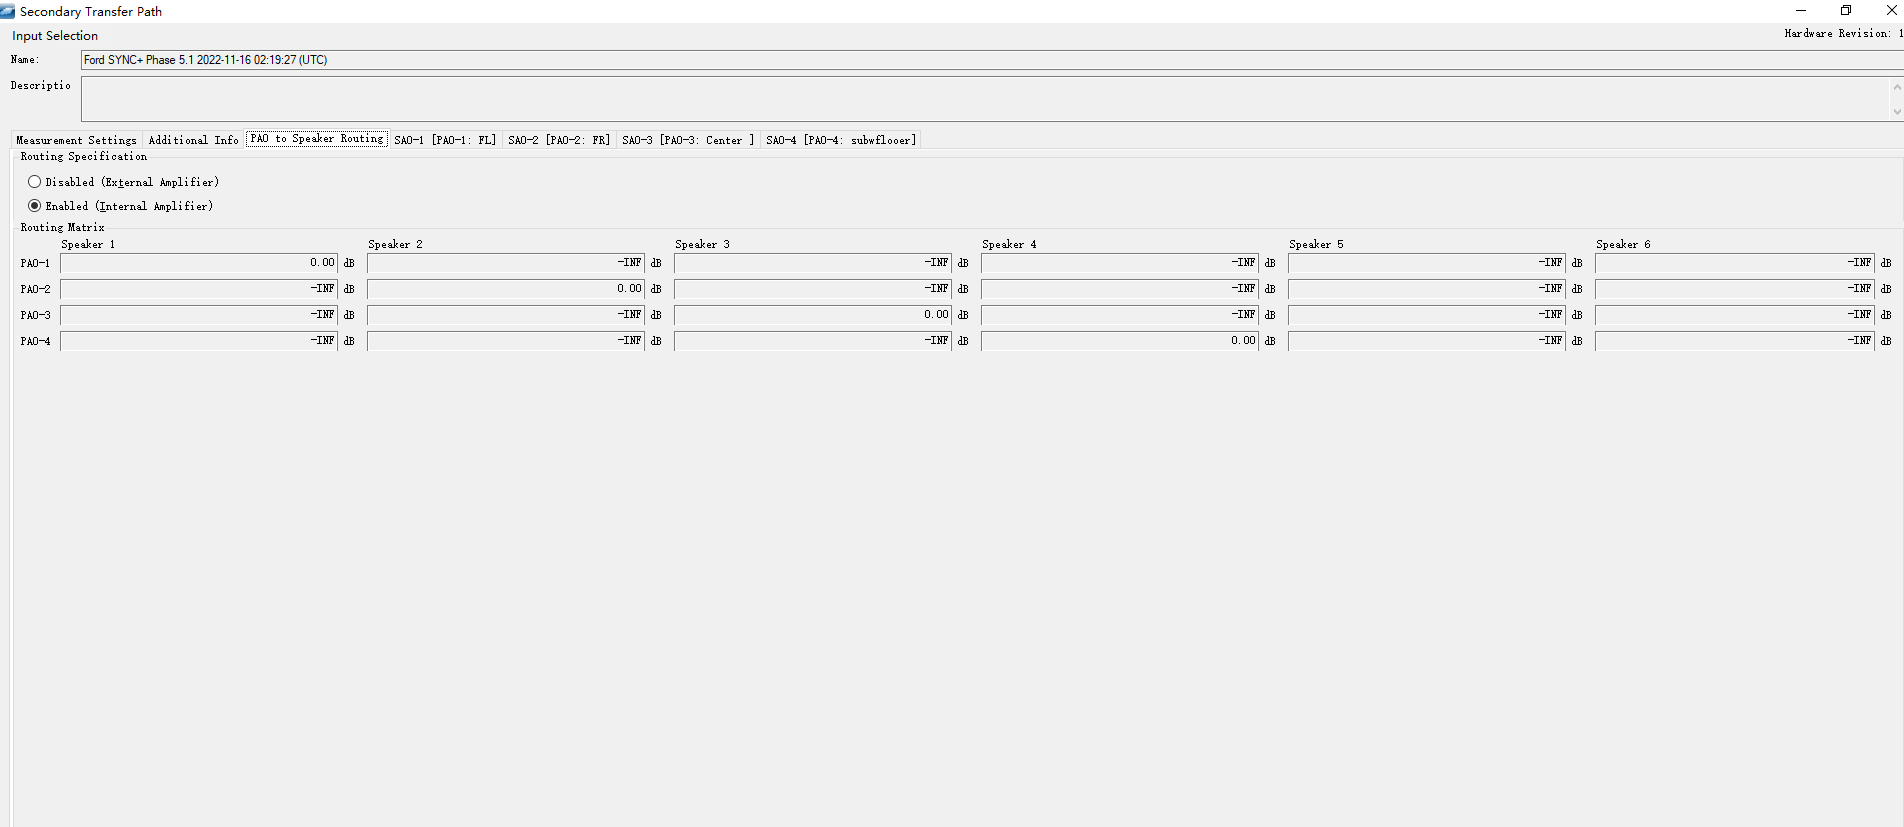 Secondary Transfer Path
Input Selection
Hardware Revision: 1
Name: Ford SYNC+ Phase 5.1 2022-11-16 02:19:27 (UTC)
Descriptio
Measurement Settings Additional Info PAO to Speaker Routing SAO-1 [PAO-1: FL] SAO-2 [PAO-2: FR] SAO-3 [PAO-3: Center ] SAO-4 [PAO-4: subwflooer]
Routing Specification
Disabled (External Amplifier)
Enabled (Internal Amplifier)
Routing Matrix
Speaker 1 Speaker 2 Speaker 3 Speaker 4 Speaker 5 Speaker 6
PAO-1 0.00 dB -INF dB -INF dB -INF dB -INF dB -INF dB
PAO-2 -INF dB 0.00 dB -INF dB -INF dB -INF dB -INF dB
PAO-3 -INF dB -INF dB 0.00 dB -INF dB -INF dB -INF dB
PAO-4 -INF dB -INF dB -INF dB 0.00 dB -INF dB -INF dB